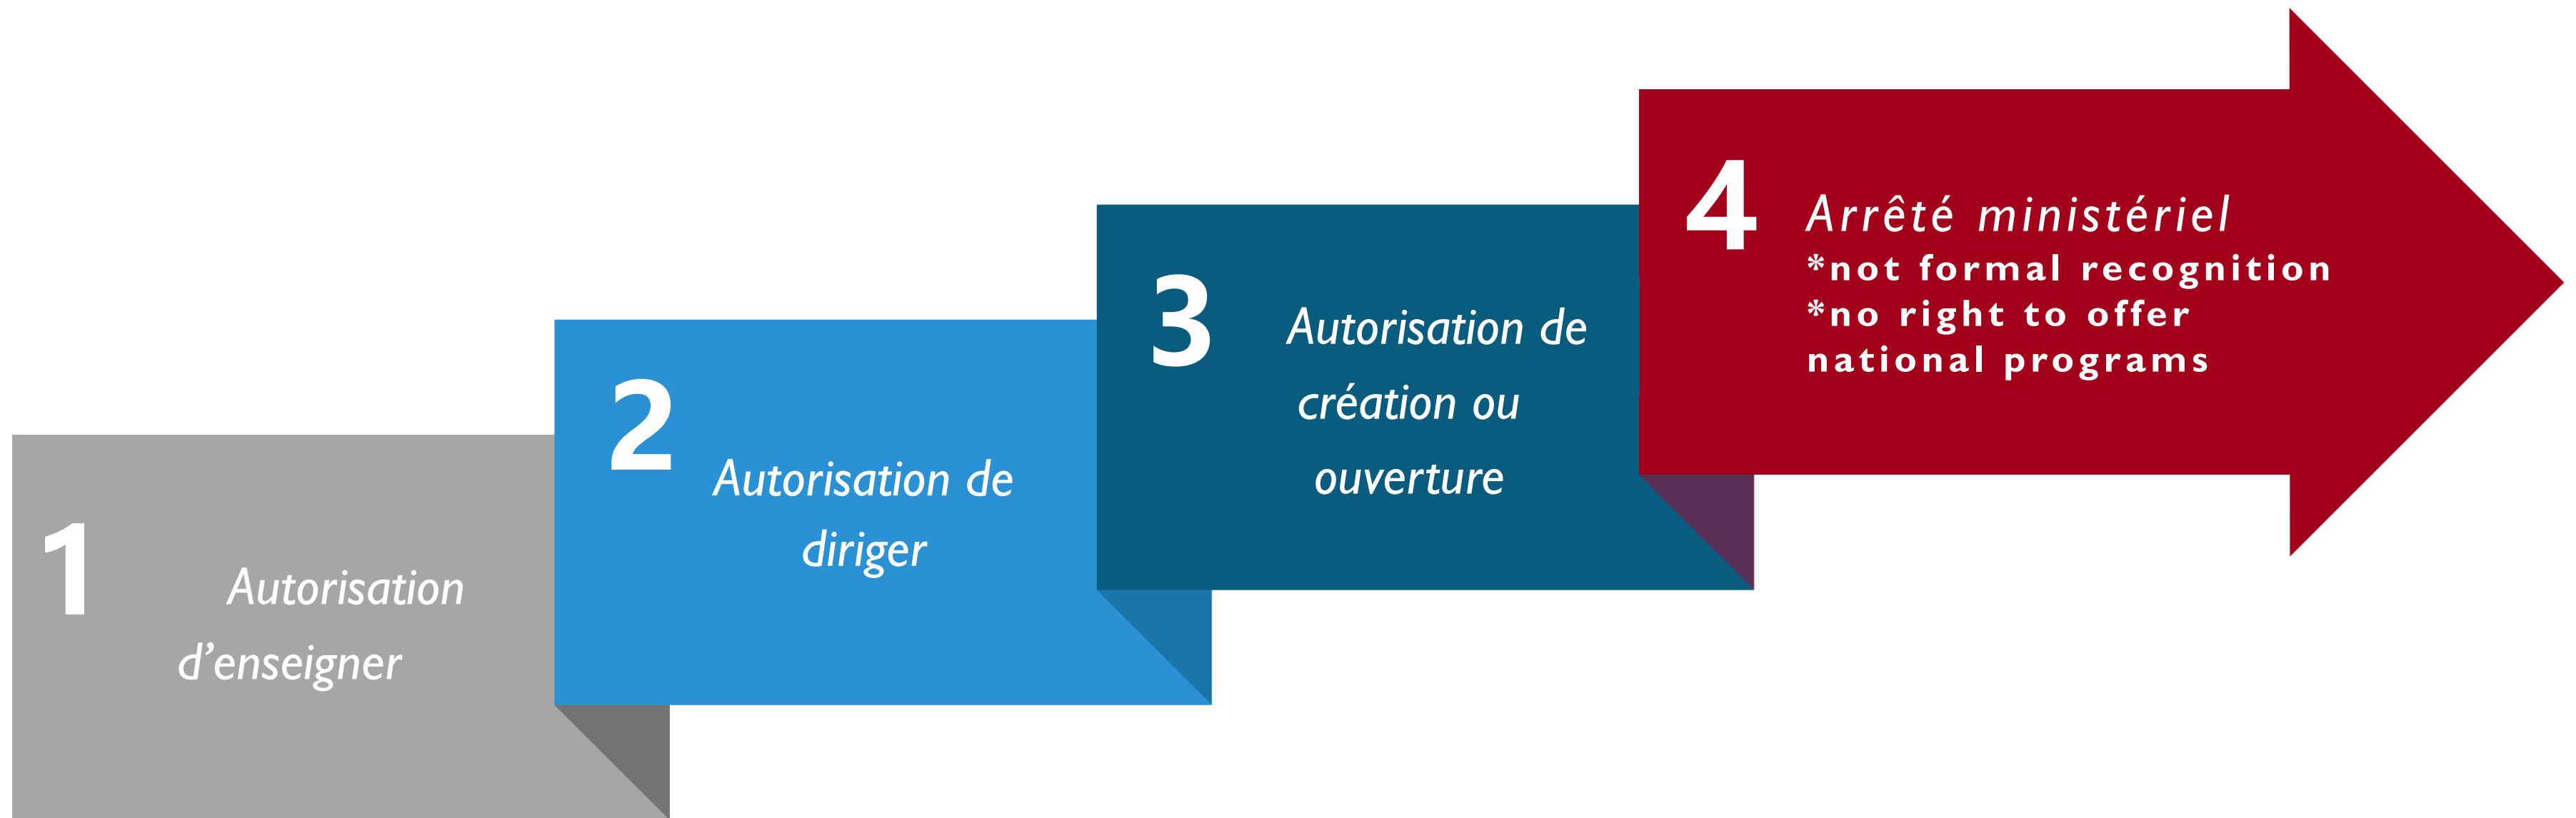 1
Autorisation
d’enseigner
2
Autorisation de
diriger
3
Autorisation de
création ou
ouverture
4
Arrêté ministériel
*not formal recognition
*no right to offer
national programs